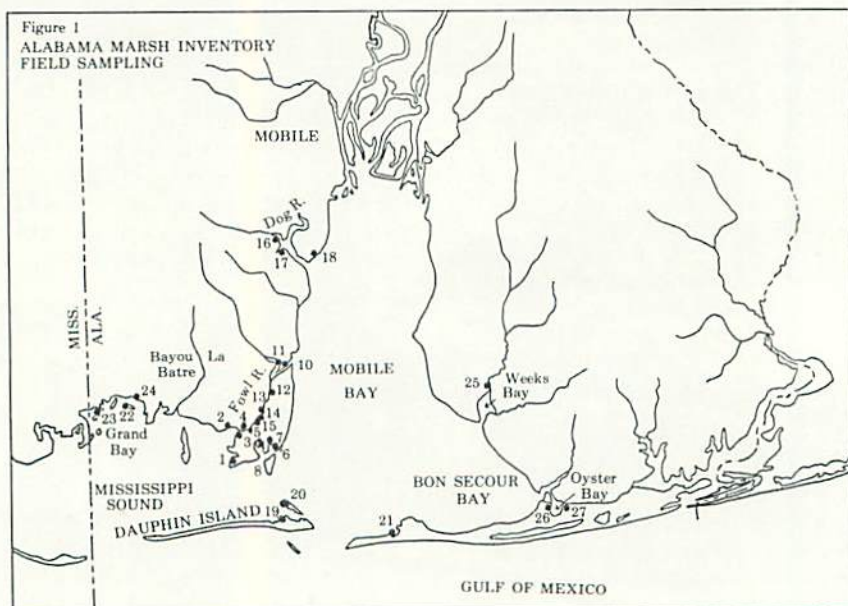 Figure 1
ALABAMA MARSH INVENTORY
FIELD SAMPLING
MOBILE
Dog R.
16
17
18
MISS.
ALA.
Bayou La
Batre
11
10
MOBILE
BAY
Fowl R.
12
13
14
15
24
23
22
Grand
Bay
2
4
3
5
7
6
1
8
25
Weeks
Bay
BON SECOUR
BAY
Oyster
Bay
26
27
MISSISSIPPI
SOUND
20
19
DAUPHIN ISLAND
21
GULF OF MEXICO